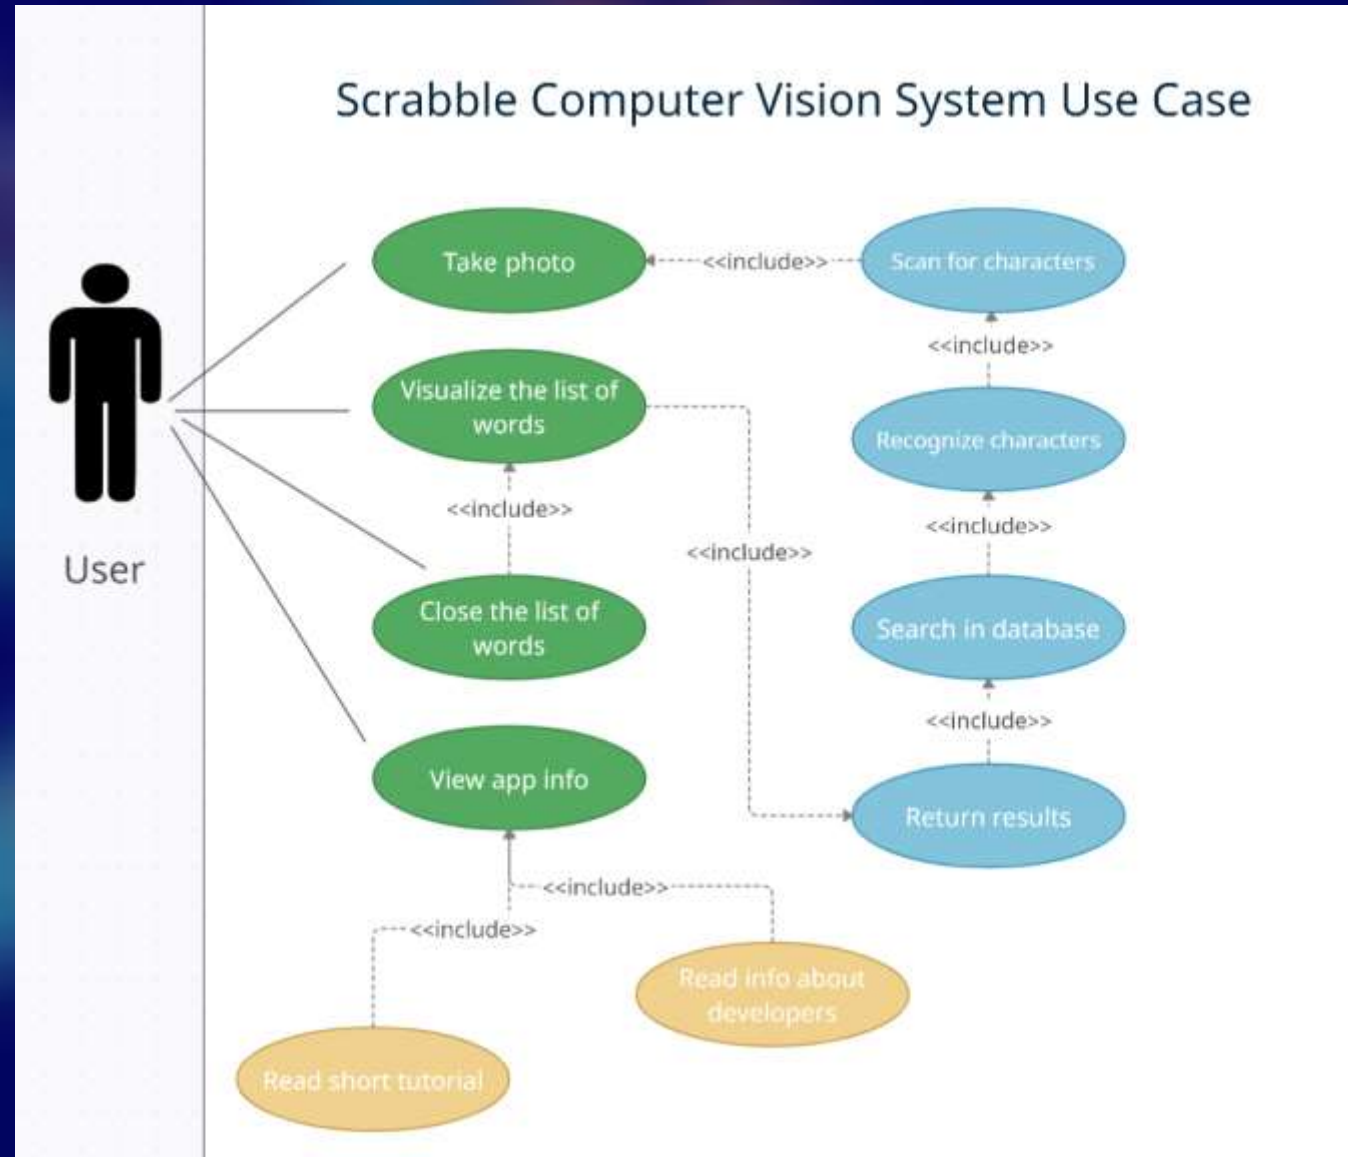 Scrabble Computer Vision System Use Case
Take photo
<<include>>
Scan for characters
<<include>>
Visualize the list of
words
Recognize characters
<<include>>
<<include>>
<<include>>
User
Close the list of
words
Search in database
<<include>>
View app info
Return results
<<include>>
<<include>>
Read info about
developers
Read short tutorial